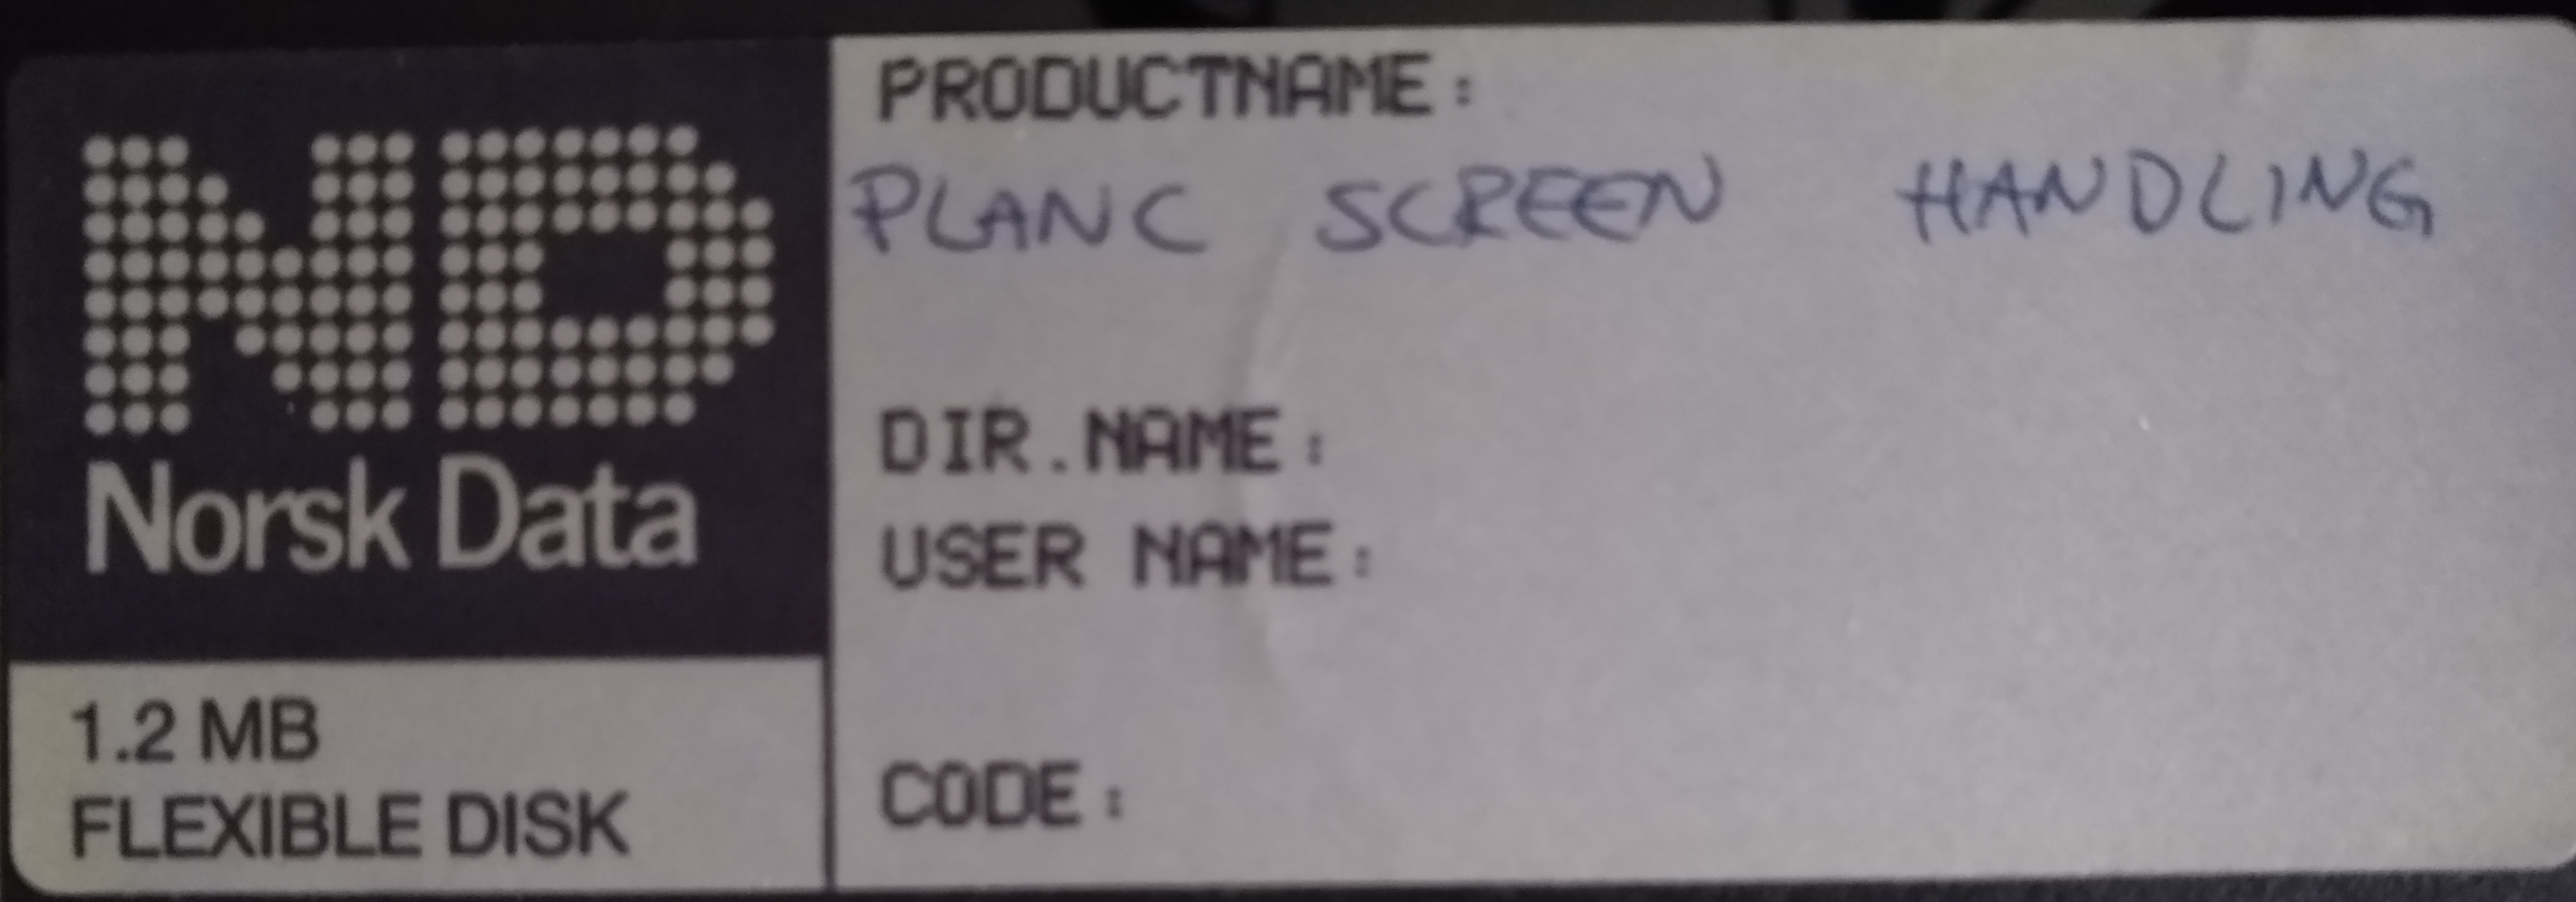 ND
Norsk Data
1.2 MB
FLEXIBLE DISK
PRODUCTNAME:
PLANC SCREEN HANDLING
DIR.NAME:
USER NAME:
CODE: